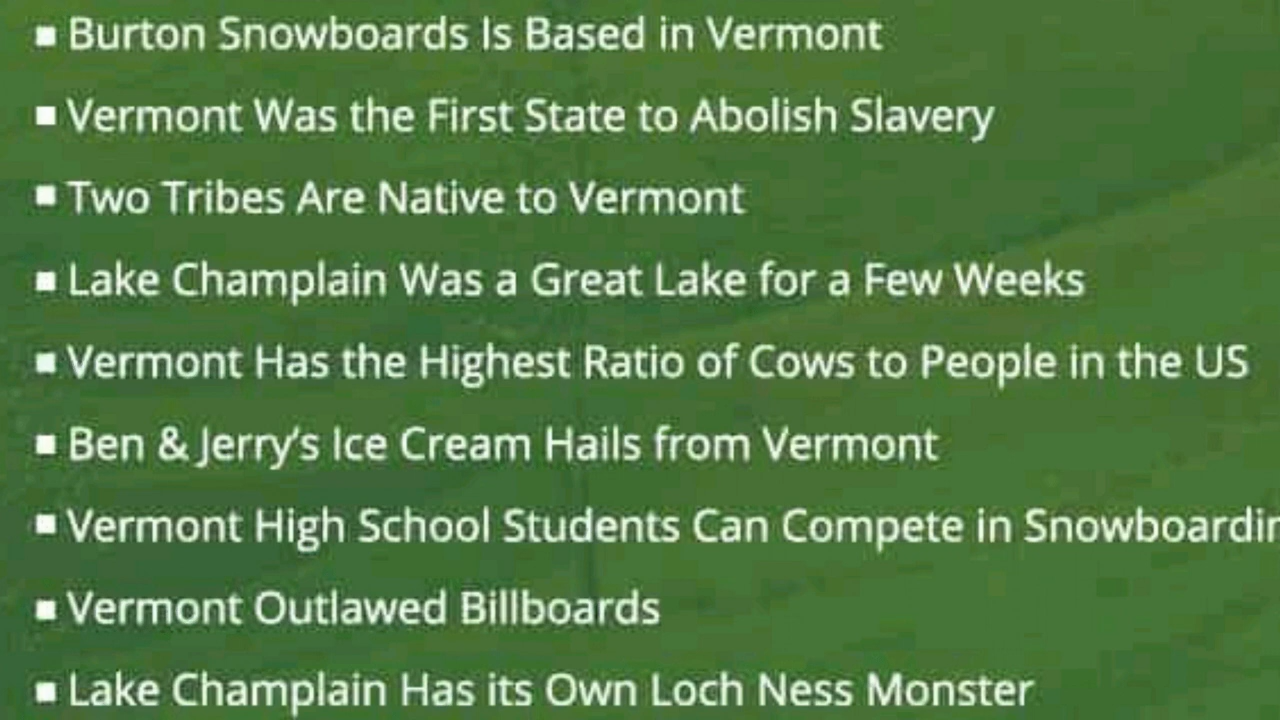 ▪ Burton Snowboards Is Based in Vermont
▪ Vermont Was the First State to Abolish Slavery
▪ Two Tribes Are Native to Vermont
▪ Lake Champlain Was a Great Lake for a Few Weeks
▪ Vermont Has the Highest Ratio of Cows to People in the US
▪ Ben & Jerry’s Ice Cream Hails from Vermont
▪ Vermont High School Students Can Compete in
▪ Vermont Outlawed Billboards
▪ Lake Champlain Has its Own Loch Ness Monster